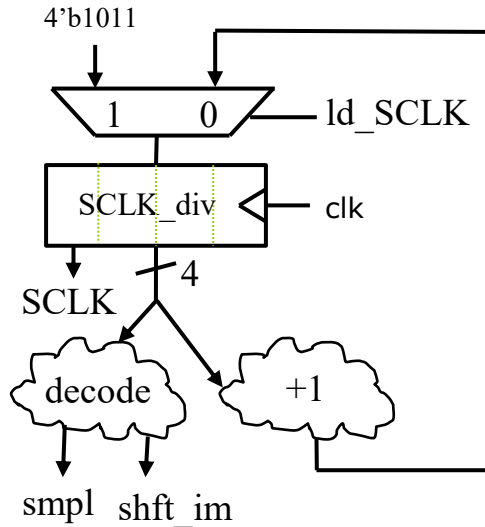 4'b1011
1 0
ld_SCLK
SCLK_div
clk
4
SCLK
decode
+1
smpl shft_im